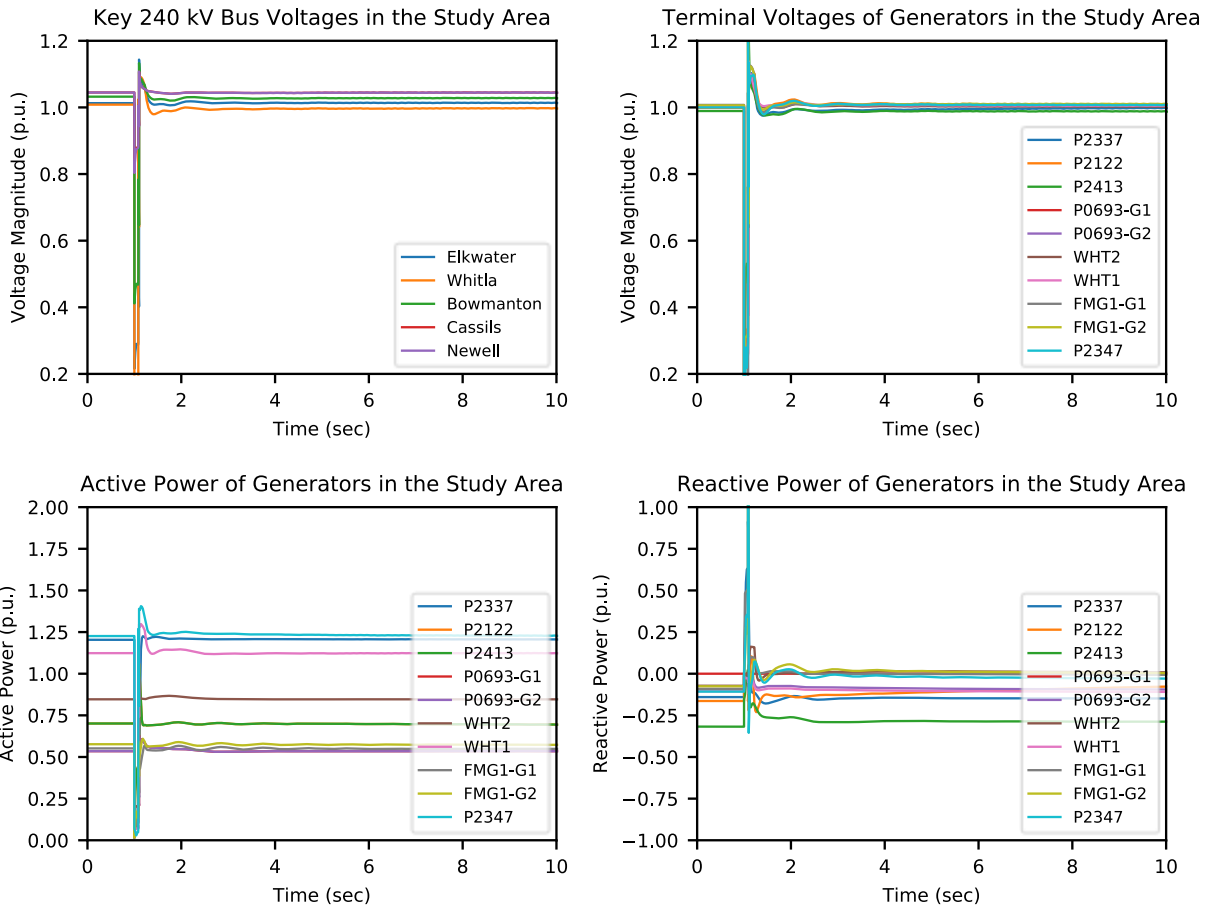 Key 240 kV Bus Voltages in the Study Area
Voltage Magnitude (p.u.)
1.2
1.0
0.8
0.6
0.4
0.2
0
2
4
6
8
10
Time (sec)
Elkwater
Whitla
Bowmanton
Cassils
Newell
Terminal Voltages of Generators in the Study Area
Voltage Magnitude (p.u.)
1.2
1.0
0.8
0.6
0.4
0.2
0
2
4
6
8
10
Time (sec)
P2337
P2122
P2413
P0693-G1
P0693-G2
WHT2
WHT1
FMG1-G1
FMG1-G2
P2347
Active Power of Generators in the Study Area
Active Power (p.u.)
2.00
1.75
1.50
1.25
1.00
0.75
0.50
0.25
0.00
0
2
4
6
8
10
Time (sec)
P2337
P2122
P2413
P0693-G1
P0693-G2
WHT2
WHT1
FMG1-G1
FMG1-G2
P2347
Reactive Power of Generators in the Study Area
Reactive Power (p.u.)
1.00
0.75
0.50
0.25
0.00
−0.25
−0.50
−0.75
−1.00
0
2
4
6
8
10
Time (sec)
P2337
P2122
P2413
P0693-G1
P0693-G2
WHT2
WHT1
FMG1-G1
FMG1-G2
P2347